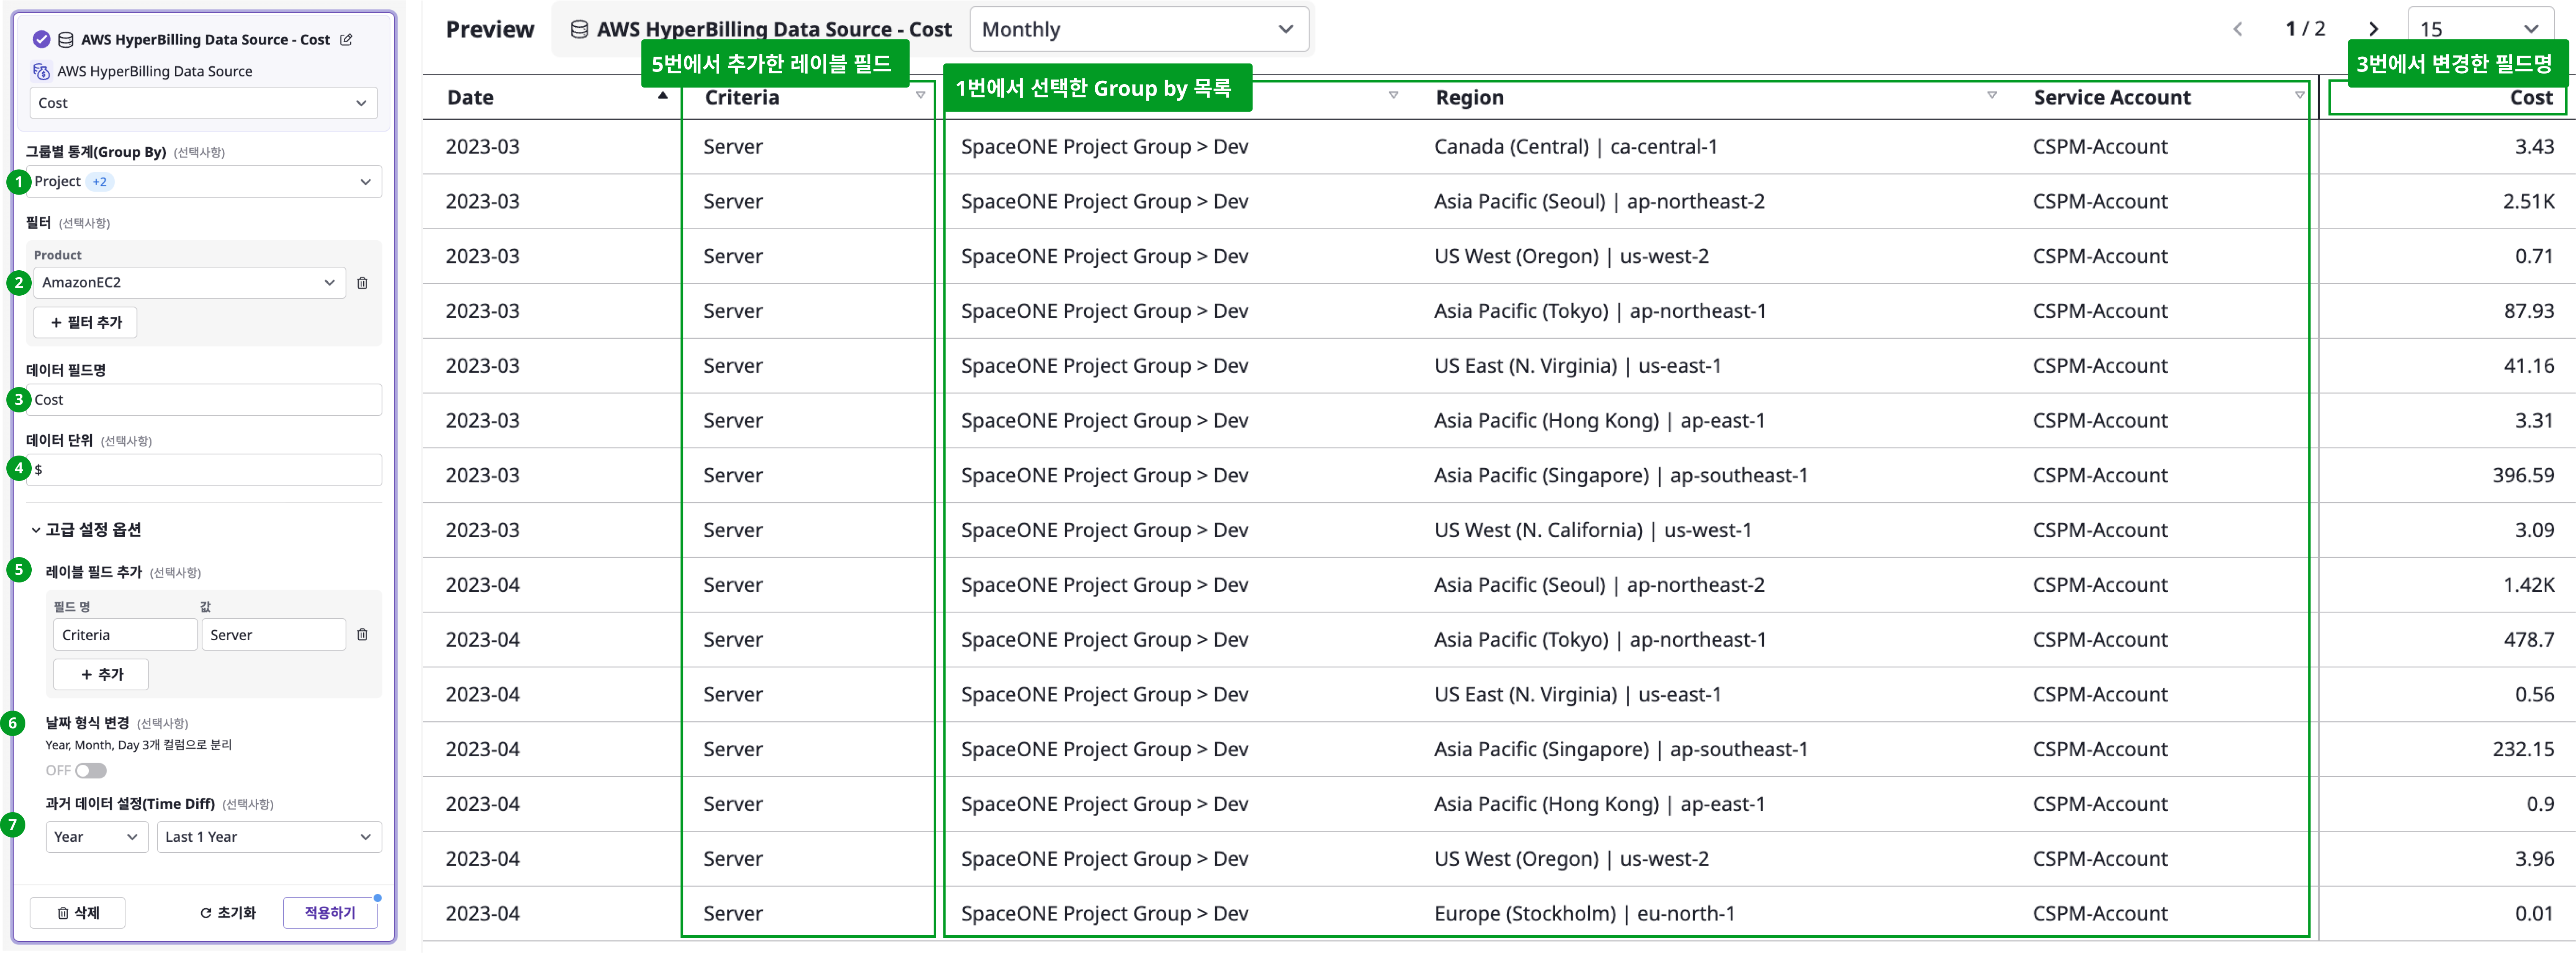 AWS HyperBilling Data Source - Cost
AWS HyperBilling Data Source
Cost
그룹별 통계(Group By) (선택사항)
1 Project +2
필터 (선택사항)
Product
2 AmazonEC2
+ 필터 추가
데이터 필드명
3 Cost
데이터 단위 (선택사항)
4 $
고급 설정 옵션
5 레이블 필드 추가 (선택사항)
필드 명 값
Criteria Server
+ 추가
6 날짜 형식 변경 (선택사항)
Year, Month, Day 3개 컬럼으로 분리
OFF
과거 데이터 설정(Time Diff) (선택사항)
7 Year Last 1 Year
삭제 초기화 적용하기
Preview AWS HyperBilling Data Source - Cost Monthly 1 / 2 15
5번에서 추가한 레이블 필드
1번에서 선택한 Group by 목록
3번에서 변경한 필드명
Date Criteria Region Service Account Cost
2023-03 Server SpaceONE Project Group > Dev Canada (Central) | ca-central-1 CSPM-Account 3.43
2023-03 Server SpaceONE Project Group > Dev Asia Pacific (Seoul) | ap-northeast-2 CSPM-Account 2.51K
2023-03 Server SpaceONE Project Group > Dev US West (Oregon) | us-west-2 CSPM-Account 0.71
2023-03 Server SpaceONE Project Group > Dev Asia Pacific (Tokyo) | ap-northeast-1 CSPM-Account 87.93
2023-03 Server SpaceONE Project Group > Dev US East (N. Virginia) | us-east-1 CSPM-Account 41.16
2023-03 Server SpaceONE Project Group > Dev Asia Pacific (Hong Kong) | ap-east-1 CSPM-Account 3.31
2023-03 Server SpaceONE Project Group > Dev Asia Pacific (Singapore) | ap-southeast-1 CSPM-Account 396.59
2023-03 Server SpaceONE Project Group > Dev US West (N. California) | us-west-1 CSPM-Account 3.09
2023-04 Server SpaceONE Project Group > Dev Asia Pacific (Seoul) | ap-northeast-2 CSPM-Account 1.42K
2023-04 Server SpaceONE Project Group > Dev Asia Pacific (Tokyo) | ap-northeast-1 CSPM-Account 478.7
2023-04 Server SpaceONE Project Group > Dev US East (N. Virginia) | us-east-1 CSPM-Account 0.56
2023-04 Server SpaceONE Project Group > Dev Asia Pacific (Singapore) | ap-southeast-1 CSPM-Account 232.15
2023-04 Server SpaceONE Project Group > Dev Asia Pacific (Hong Kong) | ap-east-1 CSPM-Account 0.9
2023-04 Server SpaceONE Project Group > Dev US West (Oregon) | us-west-2 CSPM-Account 3.96
2023-04 Server SpaceONE Project Group > Dev Europe (Stockholm) | eu-north-1 CSPM-Account 0.01